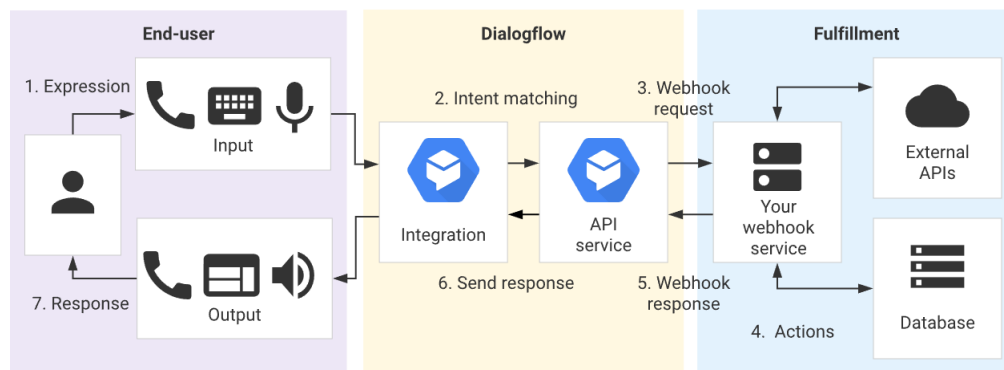 End-user
Dialogflow
Fulfillment
1. Expression
Input
2. Intent matching
3. Webhook
request
External
APIs
Integration
API
service
Your
webhook
service
7. Response
Output
6. Send response
5. Webhook
response
4. Actions
Database